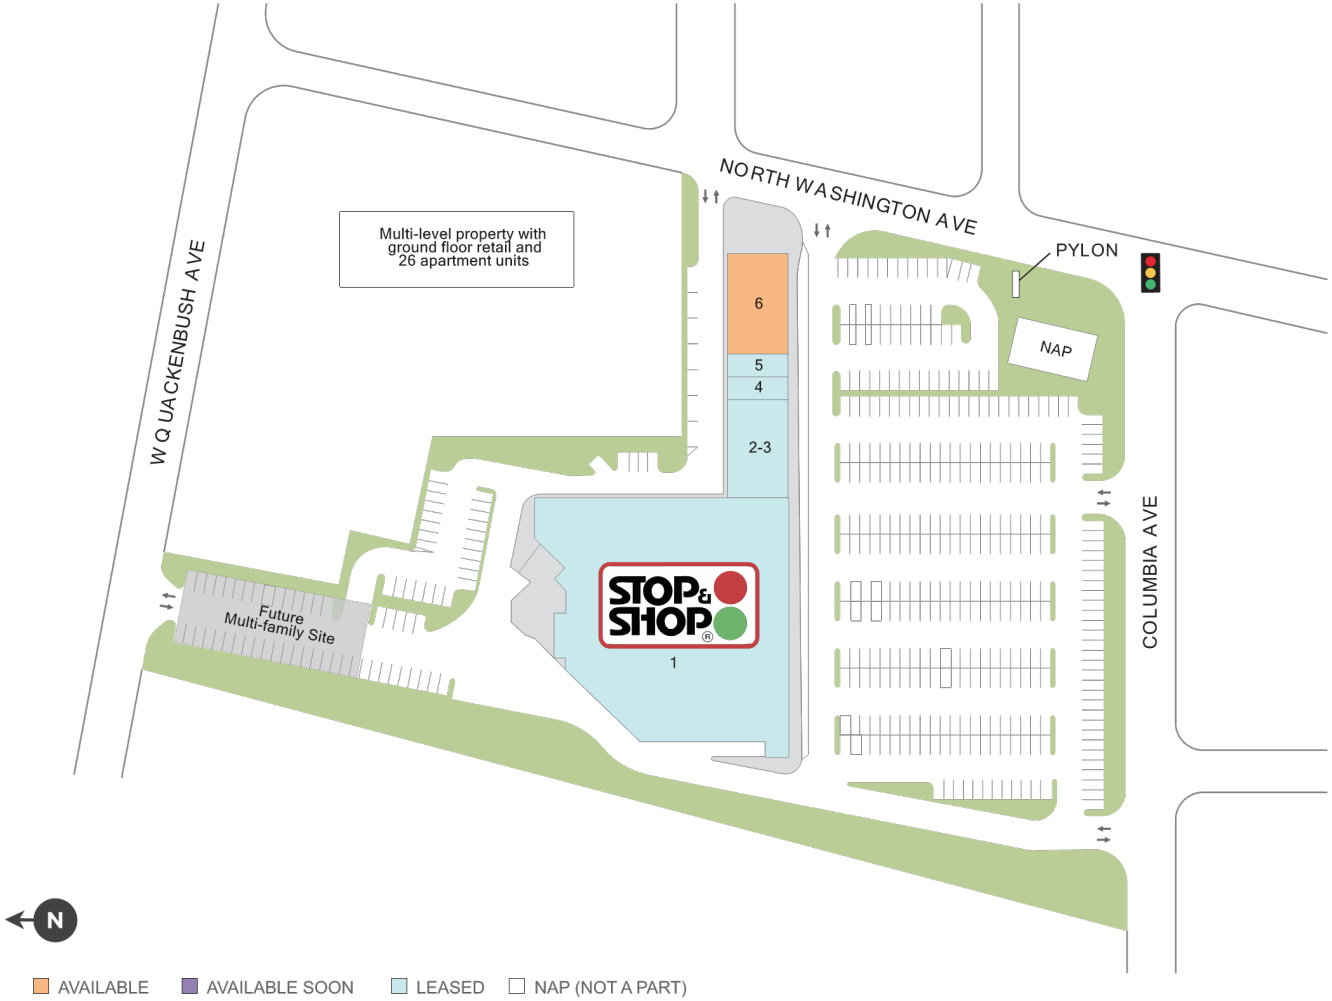 NORTH WASHINGTON AVE
PYLON
Multi-level property with
ground floor retail and
26 apartment units
W QUACKENBUSH AVE
6
NAP
5
4
2-3
COLUMBIA AVE
STOP&
SHOP®
1
Future
Multi-family Site
N
AVAILABLE
AVAILABLE SOON
LEASED
NAP (NOT A PART)